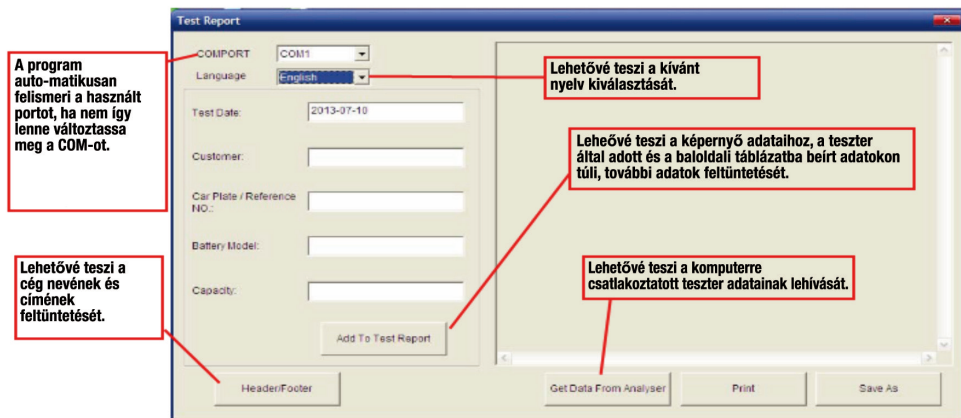 Test Report
A program
auto-matikusan
felismeri a használt
portot, ha nem így
lenne változtassa
meg a COM-ot.
COMPORT COM1
Language English
Lehetővé teszi a kívánt
nyelv kiválasztását.
Test Date: 2013-07-10
Customer:
Leheővé teszi a képernyő adataihoz, a teszter
által adott és a baloldali táblázatba beírt adatokon
túli, további adatok feltüntetését.
Car Plate / Reference
NO.:
Battery Model:
Lehetővé teszi a
cég nevének és
címének
feltüntetését.
Lehetővé teszi a komputerre
csatlakoztatott teszter adatainak lehívását.
Capacity:
Add To Test Report
Header/Footer
Get Data From Analyser
Print
Save As